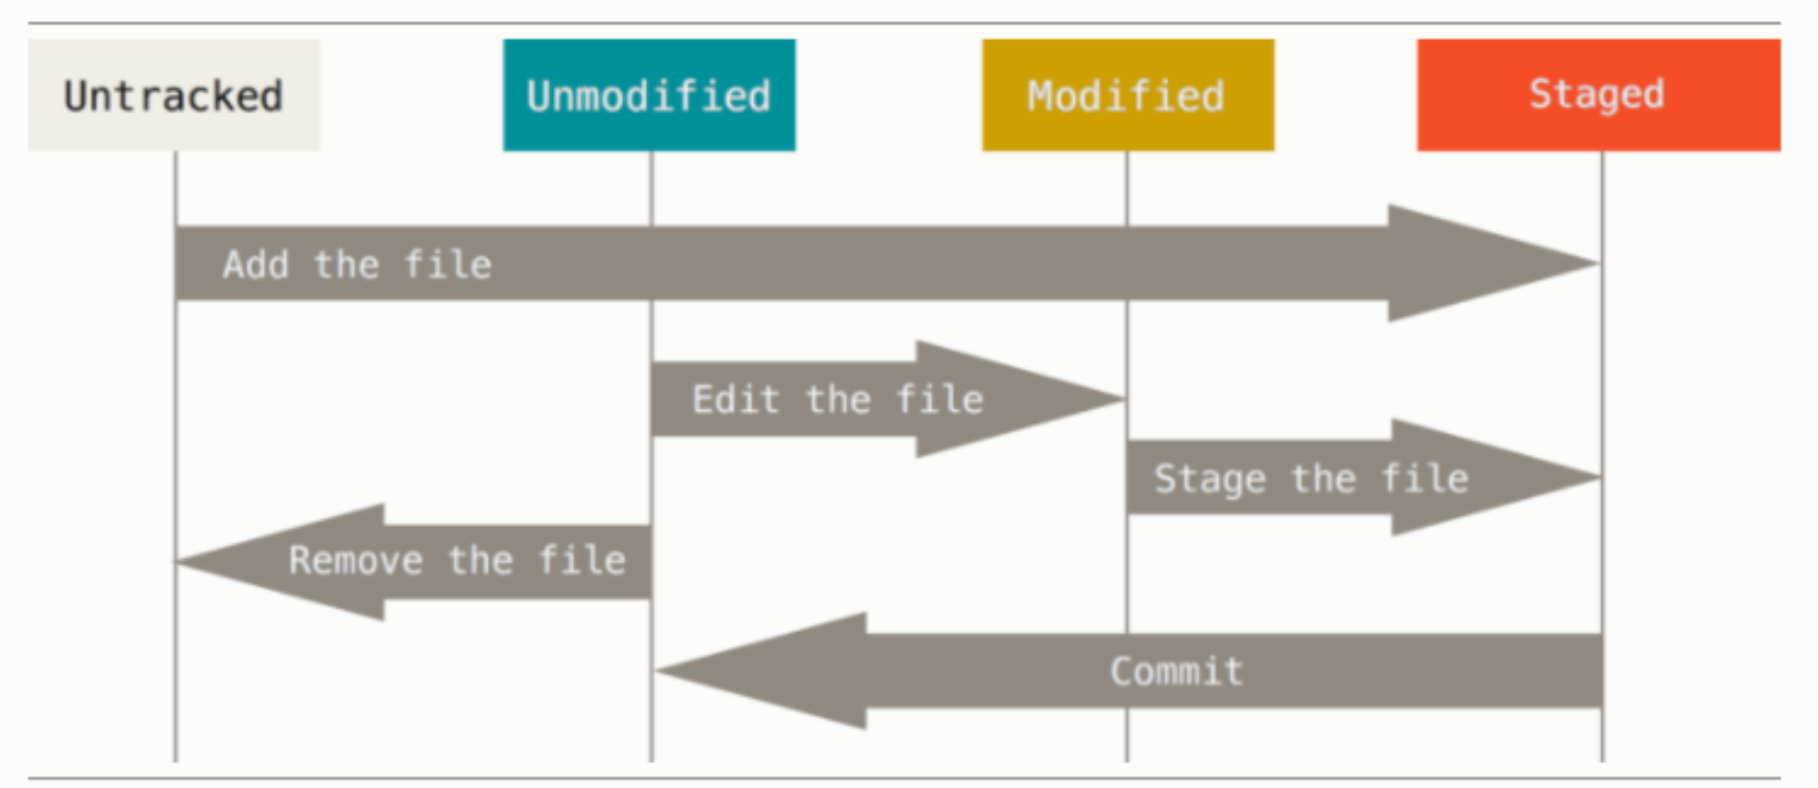 Untracked
Unmodified
Modified
Staged
Add the file
Edit the file
Stage the file
Remove the file
Commit